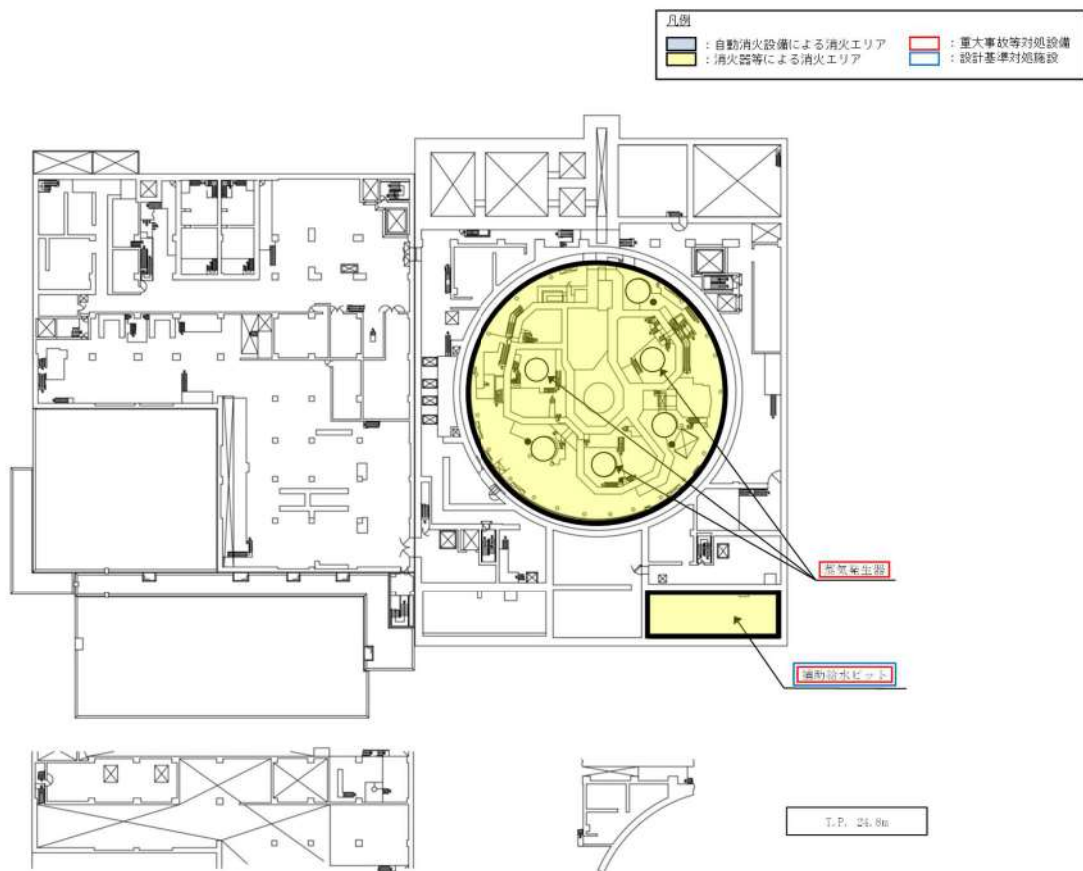 凡例
：自動消火設備による消火エリア
：重大事故等対処設備
：消火器等による消火エリア
：設計基準対処施設
蒸気発生器
補助給水ピット
T.P. 24.8m